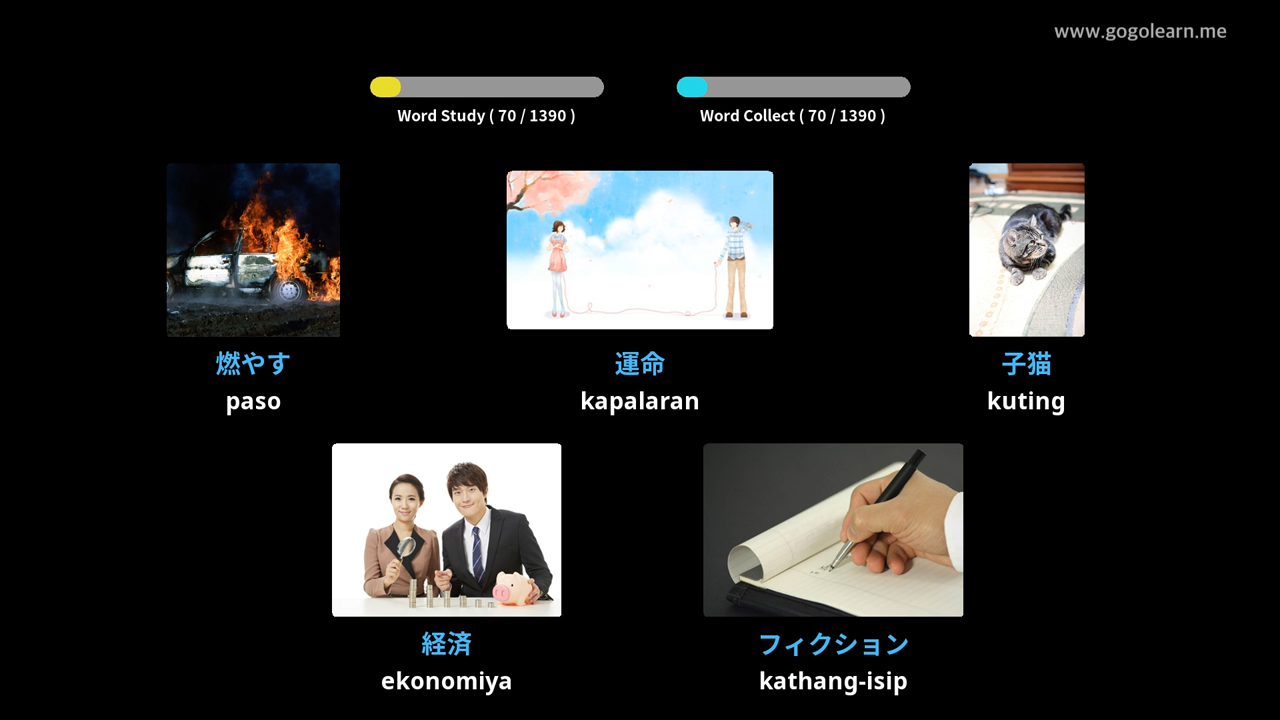 www.gogolearn.me
Word Study ( 70 / 1390 )
Word Collect ( 70 / 1390 )
燃やす
paso
運命
kapalaran
子猫
kuting
経済
ekonomiya
フィクション
kathang-isip